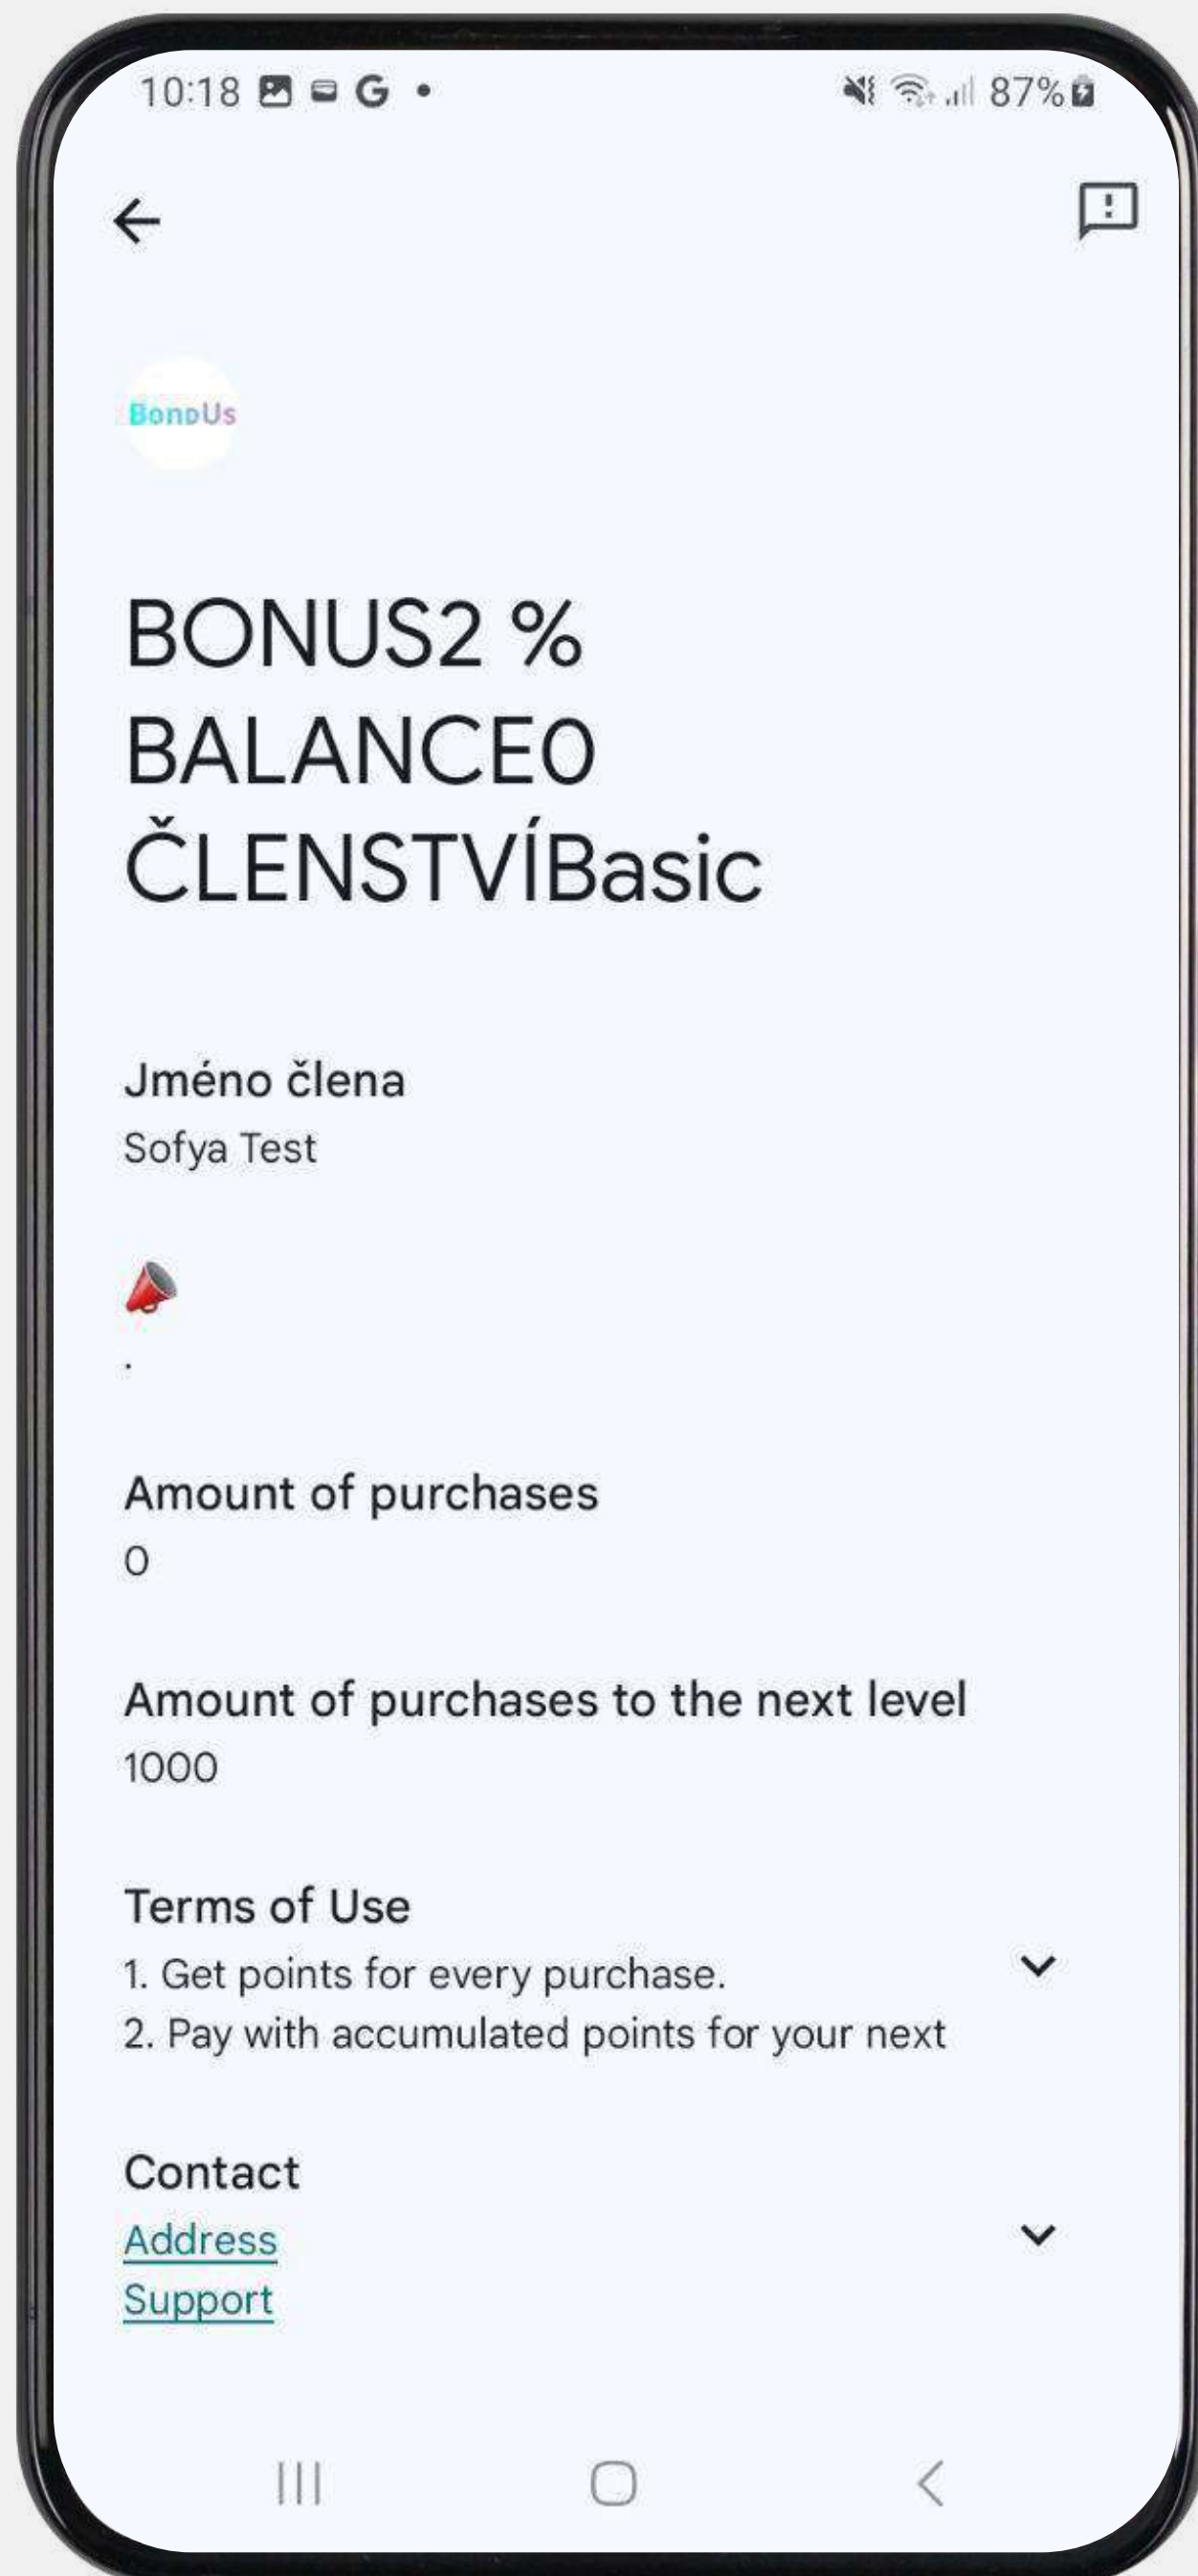 10:18
87%
BonDUs
BONUS2 %
BALANCE0
ČLENSTVÍBasic
Jméno člena
Sofya Test
.
Amount of purchases
0
Amount of purchases to the next level
1000
Terms of Use
1. Get points for every purchase.
2. Pay with accumulated points for your next
Contact
Address
Support